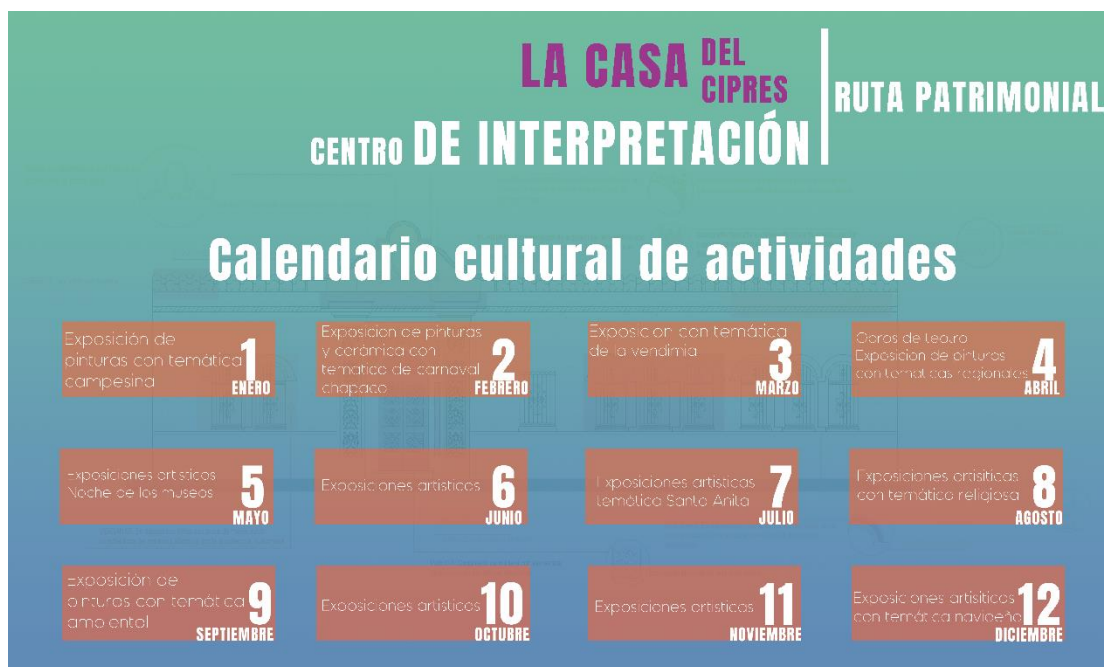 LA CASA DEL
CIPRES
RUTA PATRIMONIAL
CENTRO DE INTERPRETACIÓN
Calendario cultural de actividades
Exposición de
pinturas con temática
campesina
1
ENERO
Exposicion de pinturas
y cerámica con
tematica de carnaval
chapaco
2
FEBRERO
Exposicion con temática
de la vendimia
3
MARZO
Obras de teatro
Exposicion de pinturas
con temáticas regionales
4
ABRIL
Exposiciones artisticas
Noche de los museos
5
MAYO
Exposiciones artisticas
6
JUNIO
Exposiciones artisticas
temática Santa Anita
7
JULIO
Exposiciones artisiticas
con temática religiosa
8
AGOSTO
Exposición de
pinturas con temática
ambiental
9
SEPTIEMBRE
Exposiciones artisticas
10
OCTUBRE
Exposiciones artisticas
11
NOVIEMBRE
Exposiciones artisiticas
con temática navideña
12
DICIEMBRE